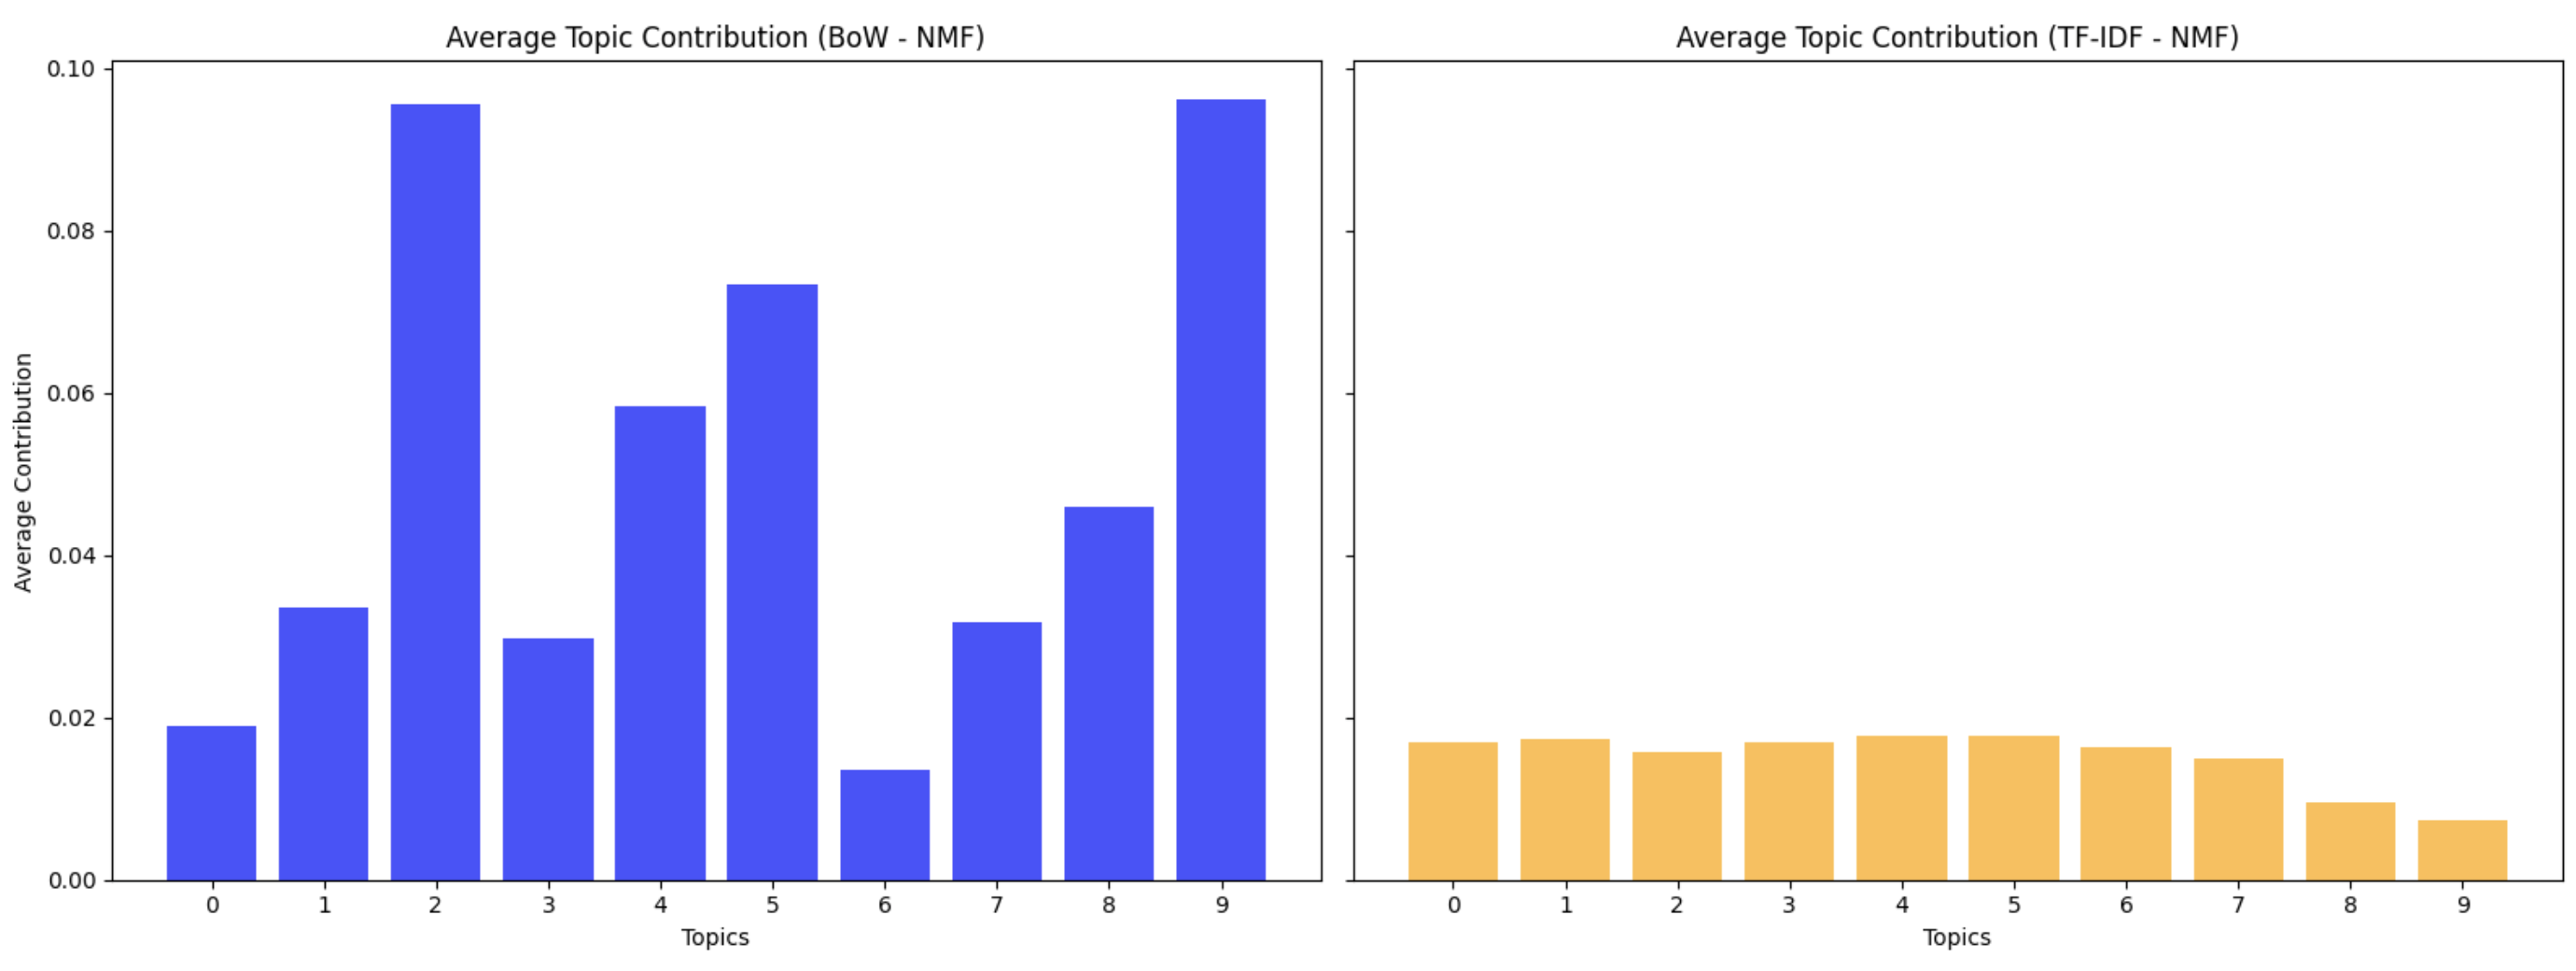 Average Topic Contribution (BoW - NMF)
Average Contribution
0.10
0.08
0.06
0.04
0.02
0.00
0 1 2 3 4 5 6 7 8 9
Topics
Average Topic Contribution (TF-IDF - NMF)
0 1 2 3 4 5 6 7 8 9
Topics